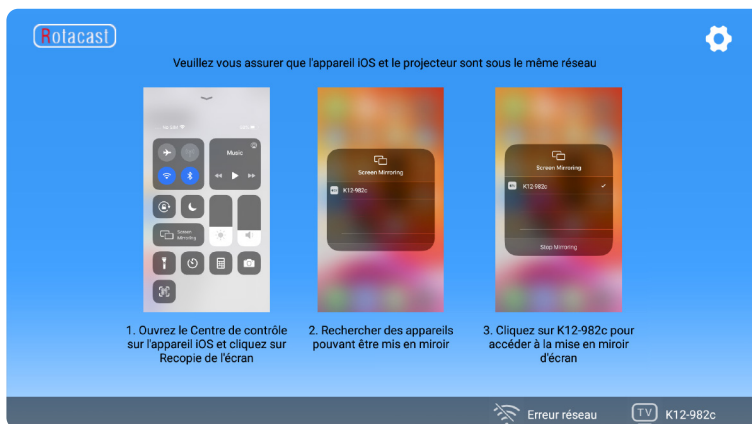 Rotacast
Veuillez vous assurer que l'appareil iOS et le projecteur sont sous le même réseau
Music
Screen
Mirroring
Screen Mirroring
K12-982c
Screen Mirroring
K12-982c
Stop Mirroring
1. Ouvrez le Centre de contrôle
sur l'appareil iOS et cliquez sur
Recopie de l'écran
2. Rechercher des appareils
pouvant être mis en miroir
3. Cliquez sur K12-982c pour
accéder à la mise en miroir
d'écran
Erreur réseau
TV
K12-982c